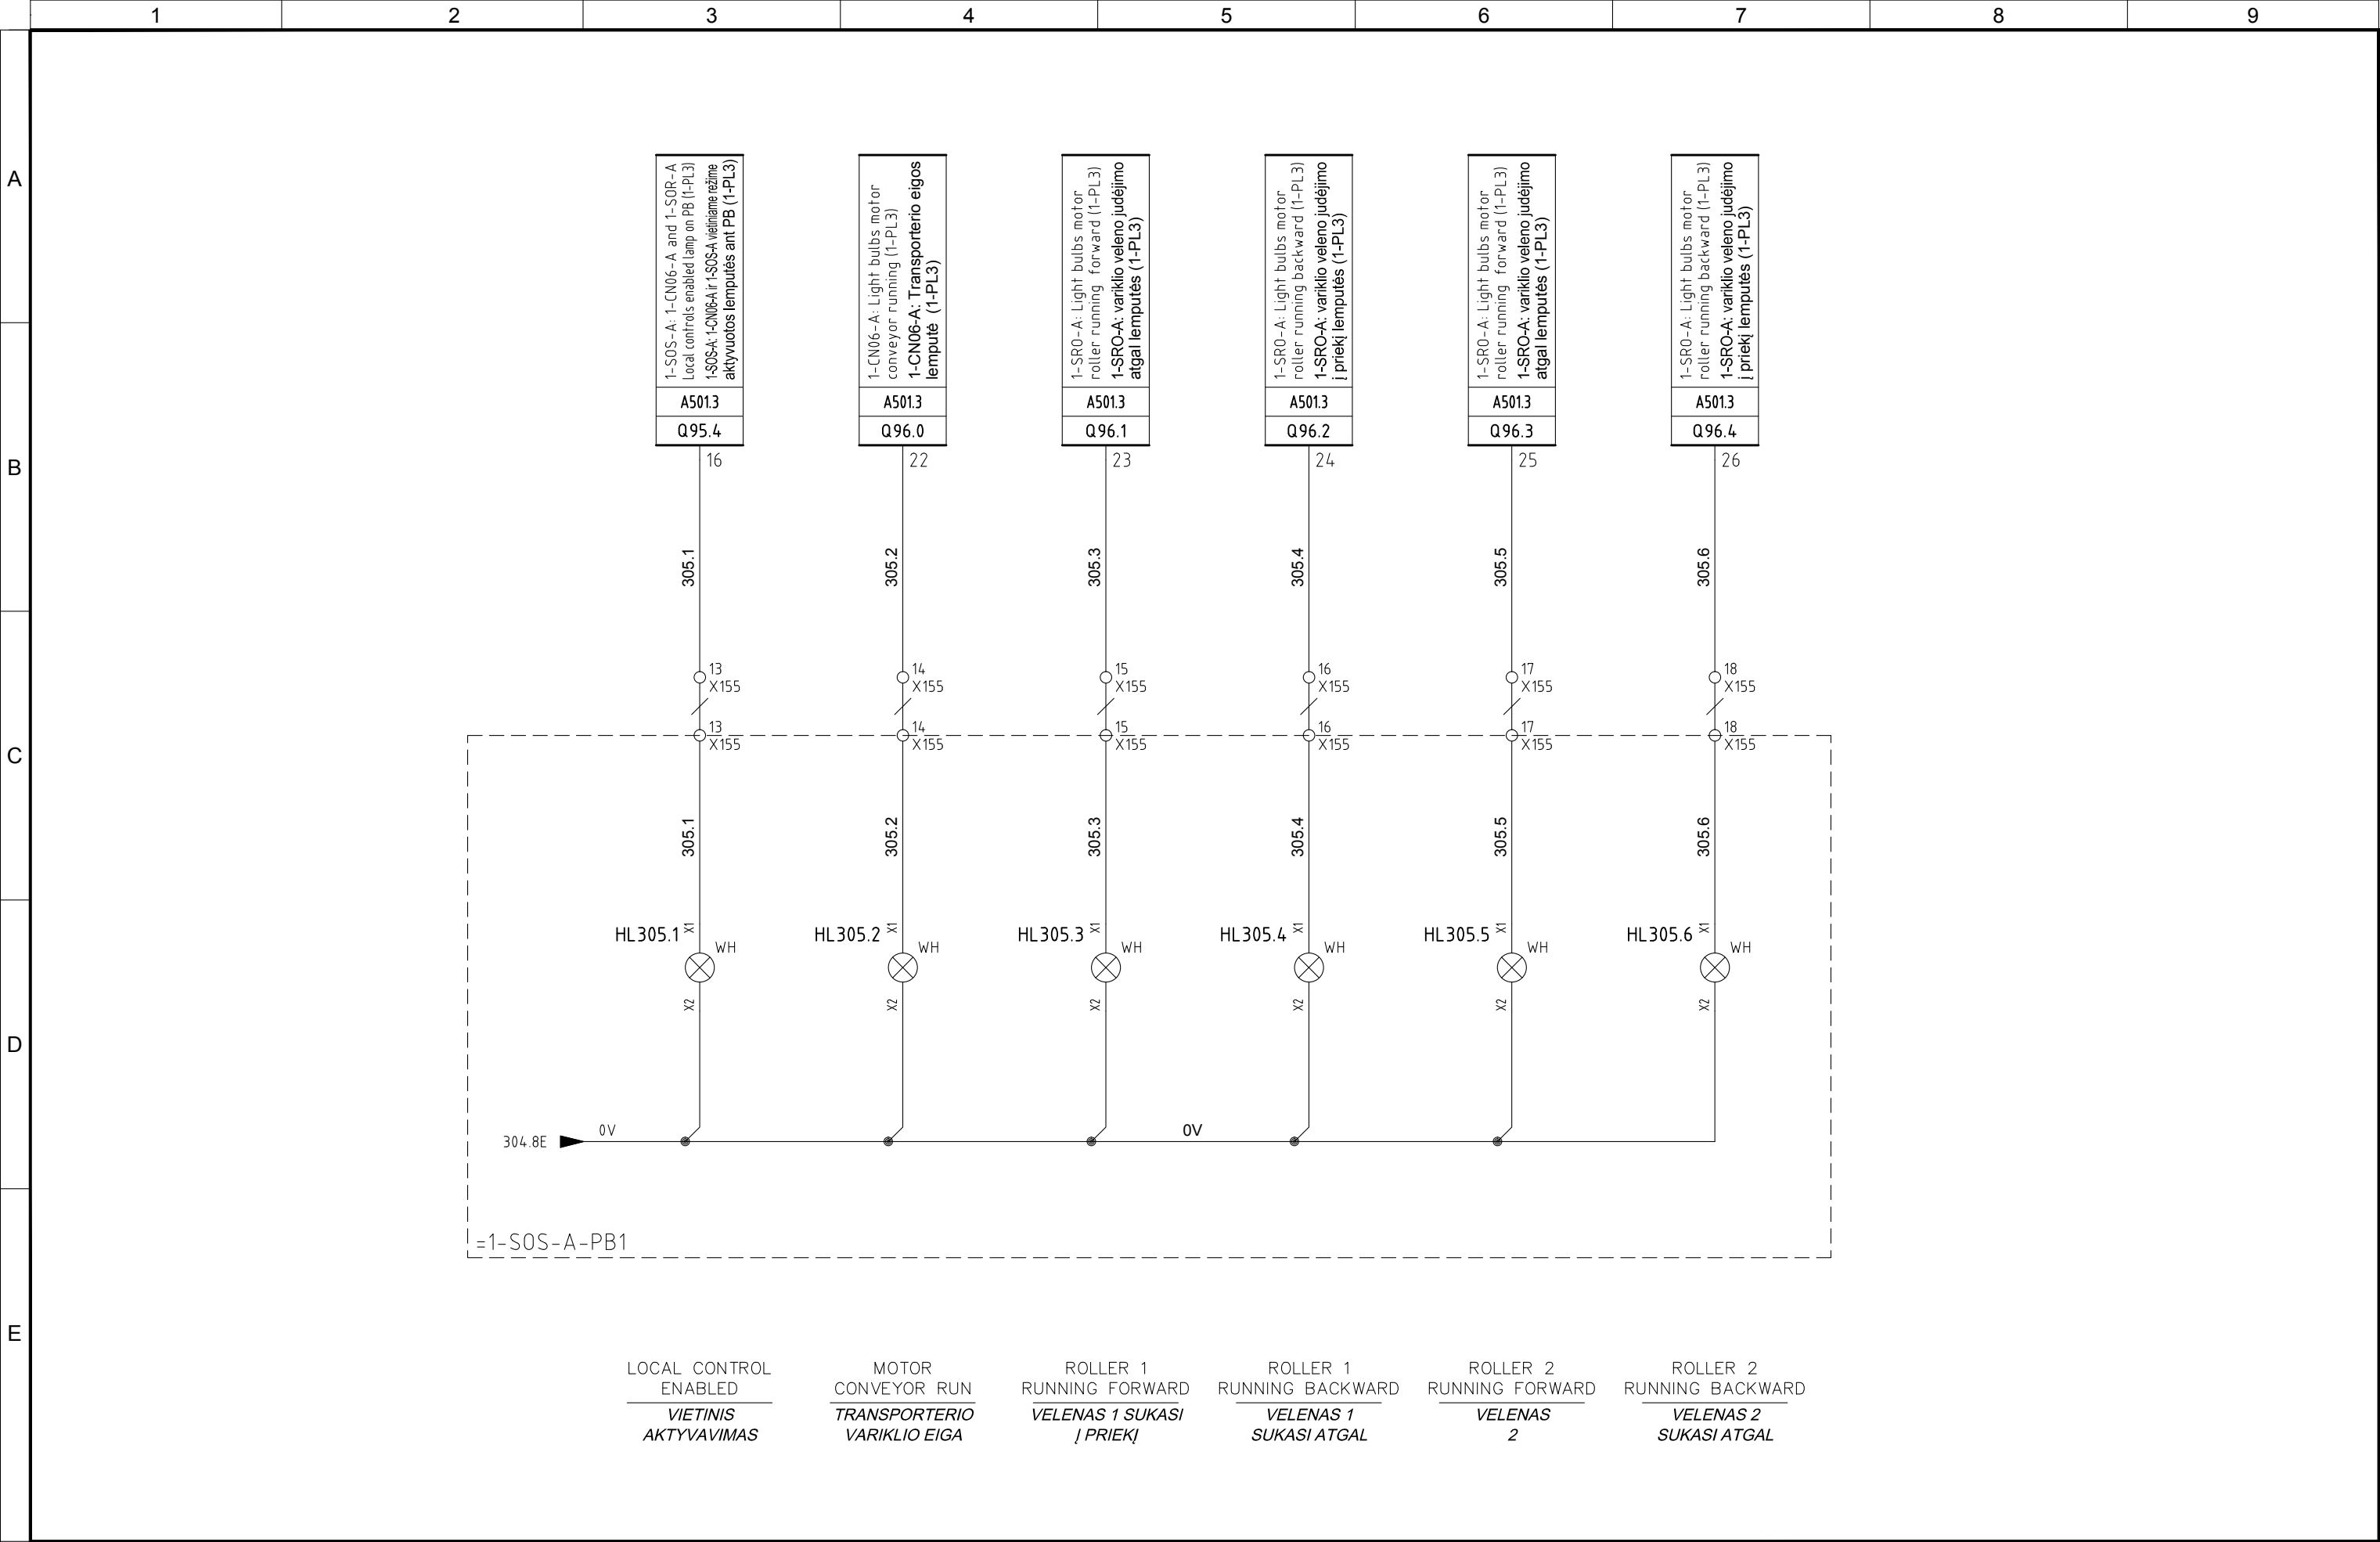 1 2 3 4 5 6 7 8 9
A
B
C
D
E
1-SOS-A: 1-CN06-A and 1-SOR-A
Local controls enabled lamp on PB (1-PL3)
1-SOS-A: 1-CN06-A ir 1-SOS-A vietiniame režime
aktyvuotos lemputės ant PB (1-PL3)
A501.3
Q95.4
16
1-CN06-A: Light bulbs motor
conveyor running (1-PL3)
1-CN06-A: Transporterio eigos
lemputė (1-PL3)
A501.3
Q96.0
22
1-SRO-A: Light bulbs motor
roller running forward (1-PL3)
1-SRO-A: variklio veleno judėjimo
atgal lemputės (1-PL3)
A501.3
Q96.1
23
1-SRO-A: Light bulbs motor
roller running backward (1-PL3)
1-SRO-A: variklio veleno judėjimo
į priekį lemputės (1-PL3)
A501.3
Q96.2
24
1-SRO-A: Light bulbs motor
roller running forward (1-PL3)
1-SRO-A: variklio veleno judėjimo
atgal lemputės (1-PL3)
A501.3
Q96.3
25
1-SRO-A: Light bulbs motor
roller running backward (1-PL3)
1-SRO-A: variklio veleno judėjimo
į priekį lemputės (1-PL3)
A501.3
Q96.4
26
305.1 305.2 305.3 305.4 305.5 305.6
13 14 15 16 17 18
X155 X155 X155 X155 X155 X155
13 14 15 16 17 18
X155 X155 X155 X155 X155 X155
305.1 305.2 305.3 305.4 305.5 305.6
HL305.1 X1 HL305.2 X1 HL305.3 X1 HL305.4 X1 HL305.5 X1 HL305.6 X1
WH WH WH WH WH WH
X2 X2 X2 X2 X2 X2
304.8E 0V 0V
=1-SOS-A-PB1
LOCAL CONTROL
ENABLED
VIETINIS
AKTYVAVIMAS
MOTOR
CONVEYOR RUN
TRANSPORTERIO
VARIKLIO EIGA
ROLLER 1
RUNNING FORWARD
VELENAS 1 SUKASI
Į PRIEKĮ
ROLLER 1
RUNNING BACKWARD
VELENAS 1
SUKASI ATGAL
ROLLER 2
RUNNING FORWARD
VELENAS
2
ROLLER 2
RUNNING BACKWARD
VELENAS 2
SUKASI ATGAL